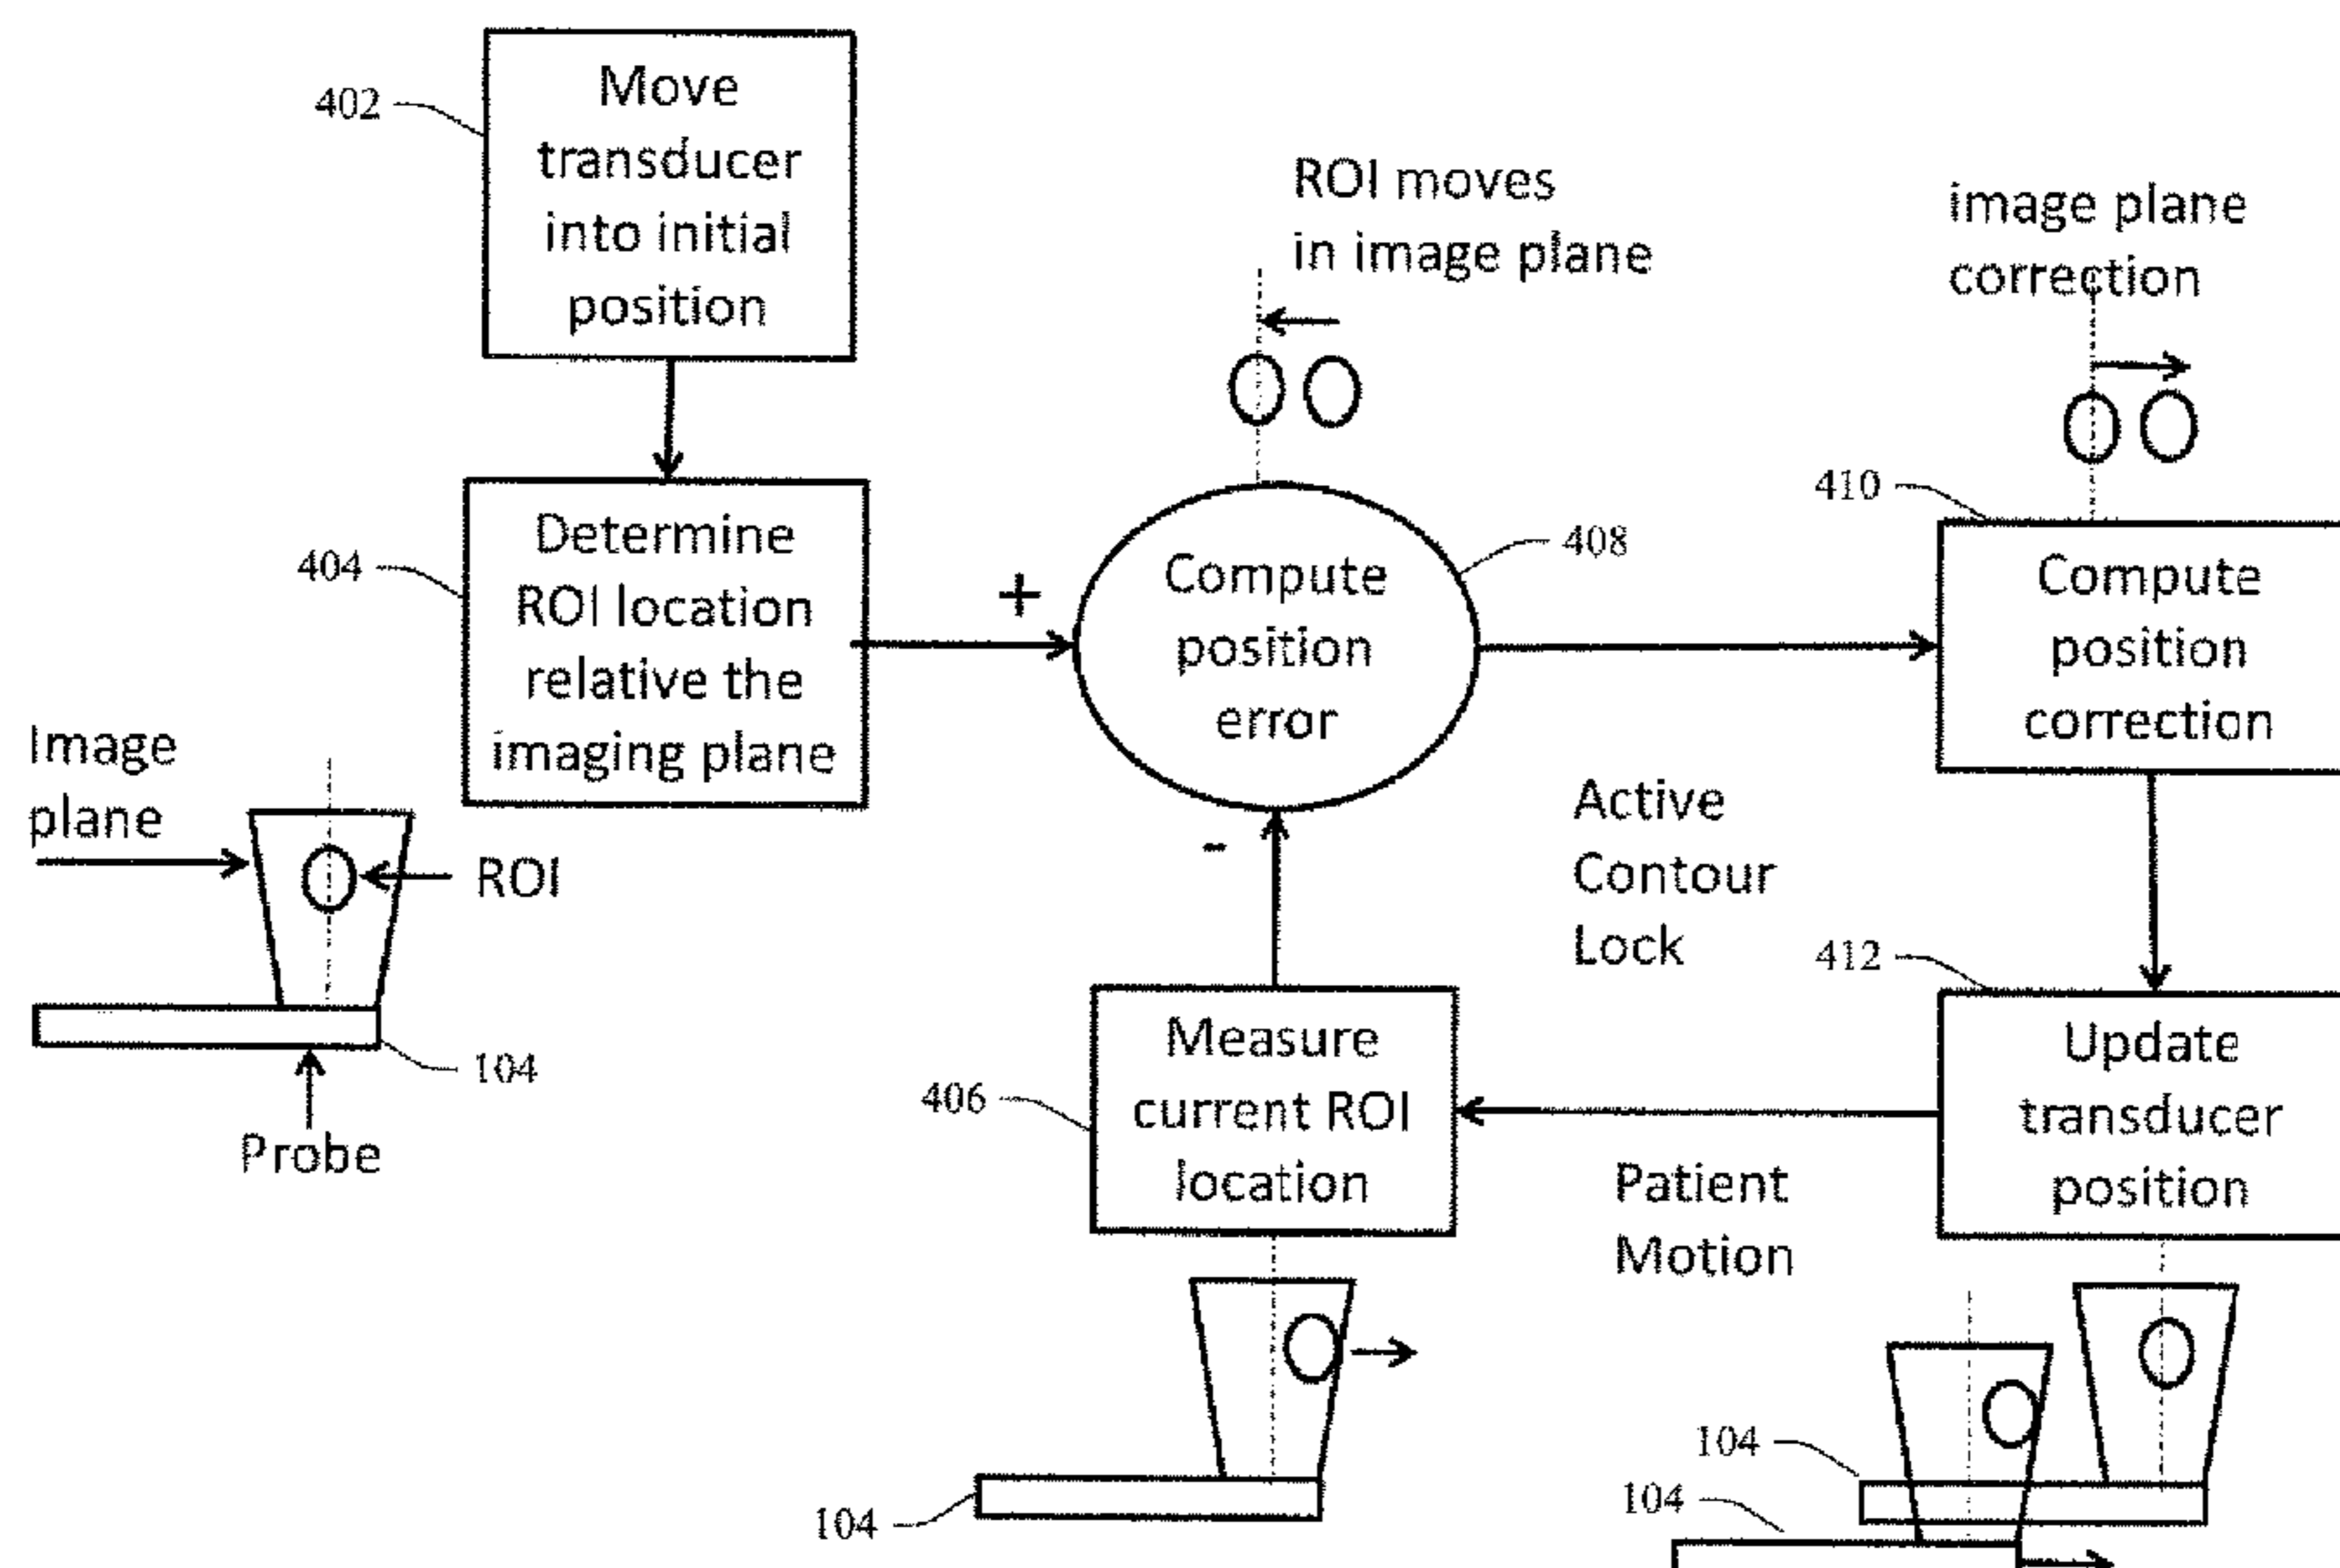 402
Move
transducer
into initial
position
ROI moves
in image plane
image plane
correction
404
Determine
ROI location
relative the
imaging plane
+
408
Compute
position
error
410
Compute
position
correction
Image
plane
ROI
104
Probe
-
Active
Contour
Lock
406
Measure
current ROI
location
412
Update
transducer
position
Patient
Motion
104
104
104